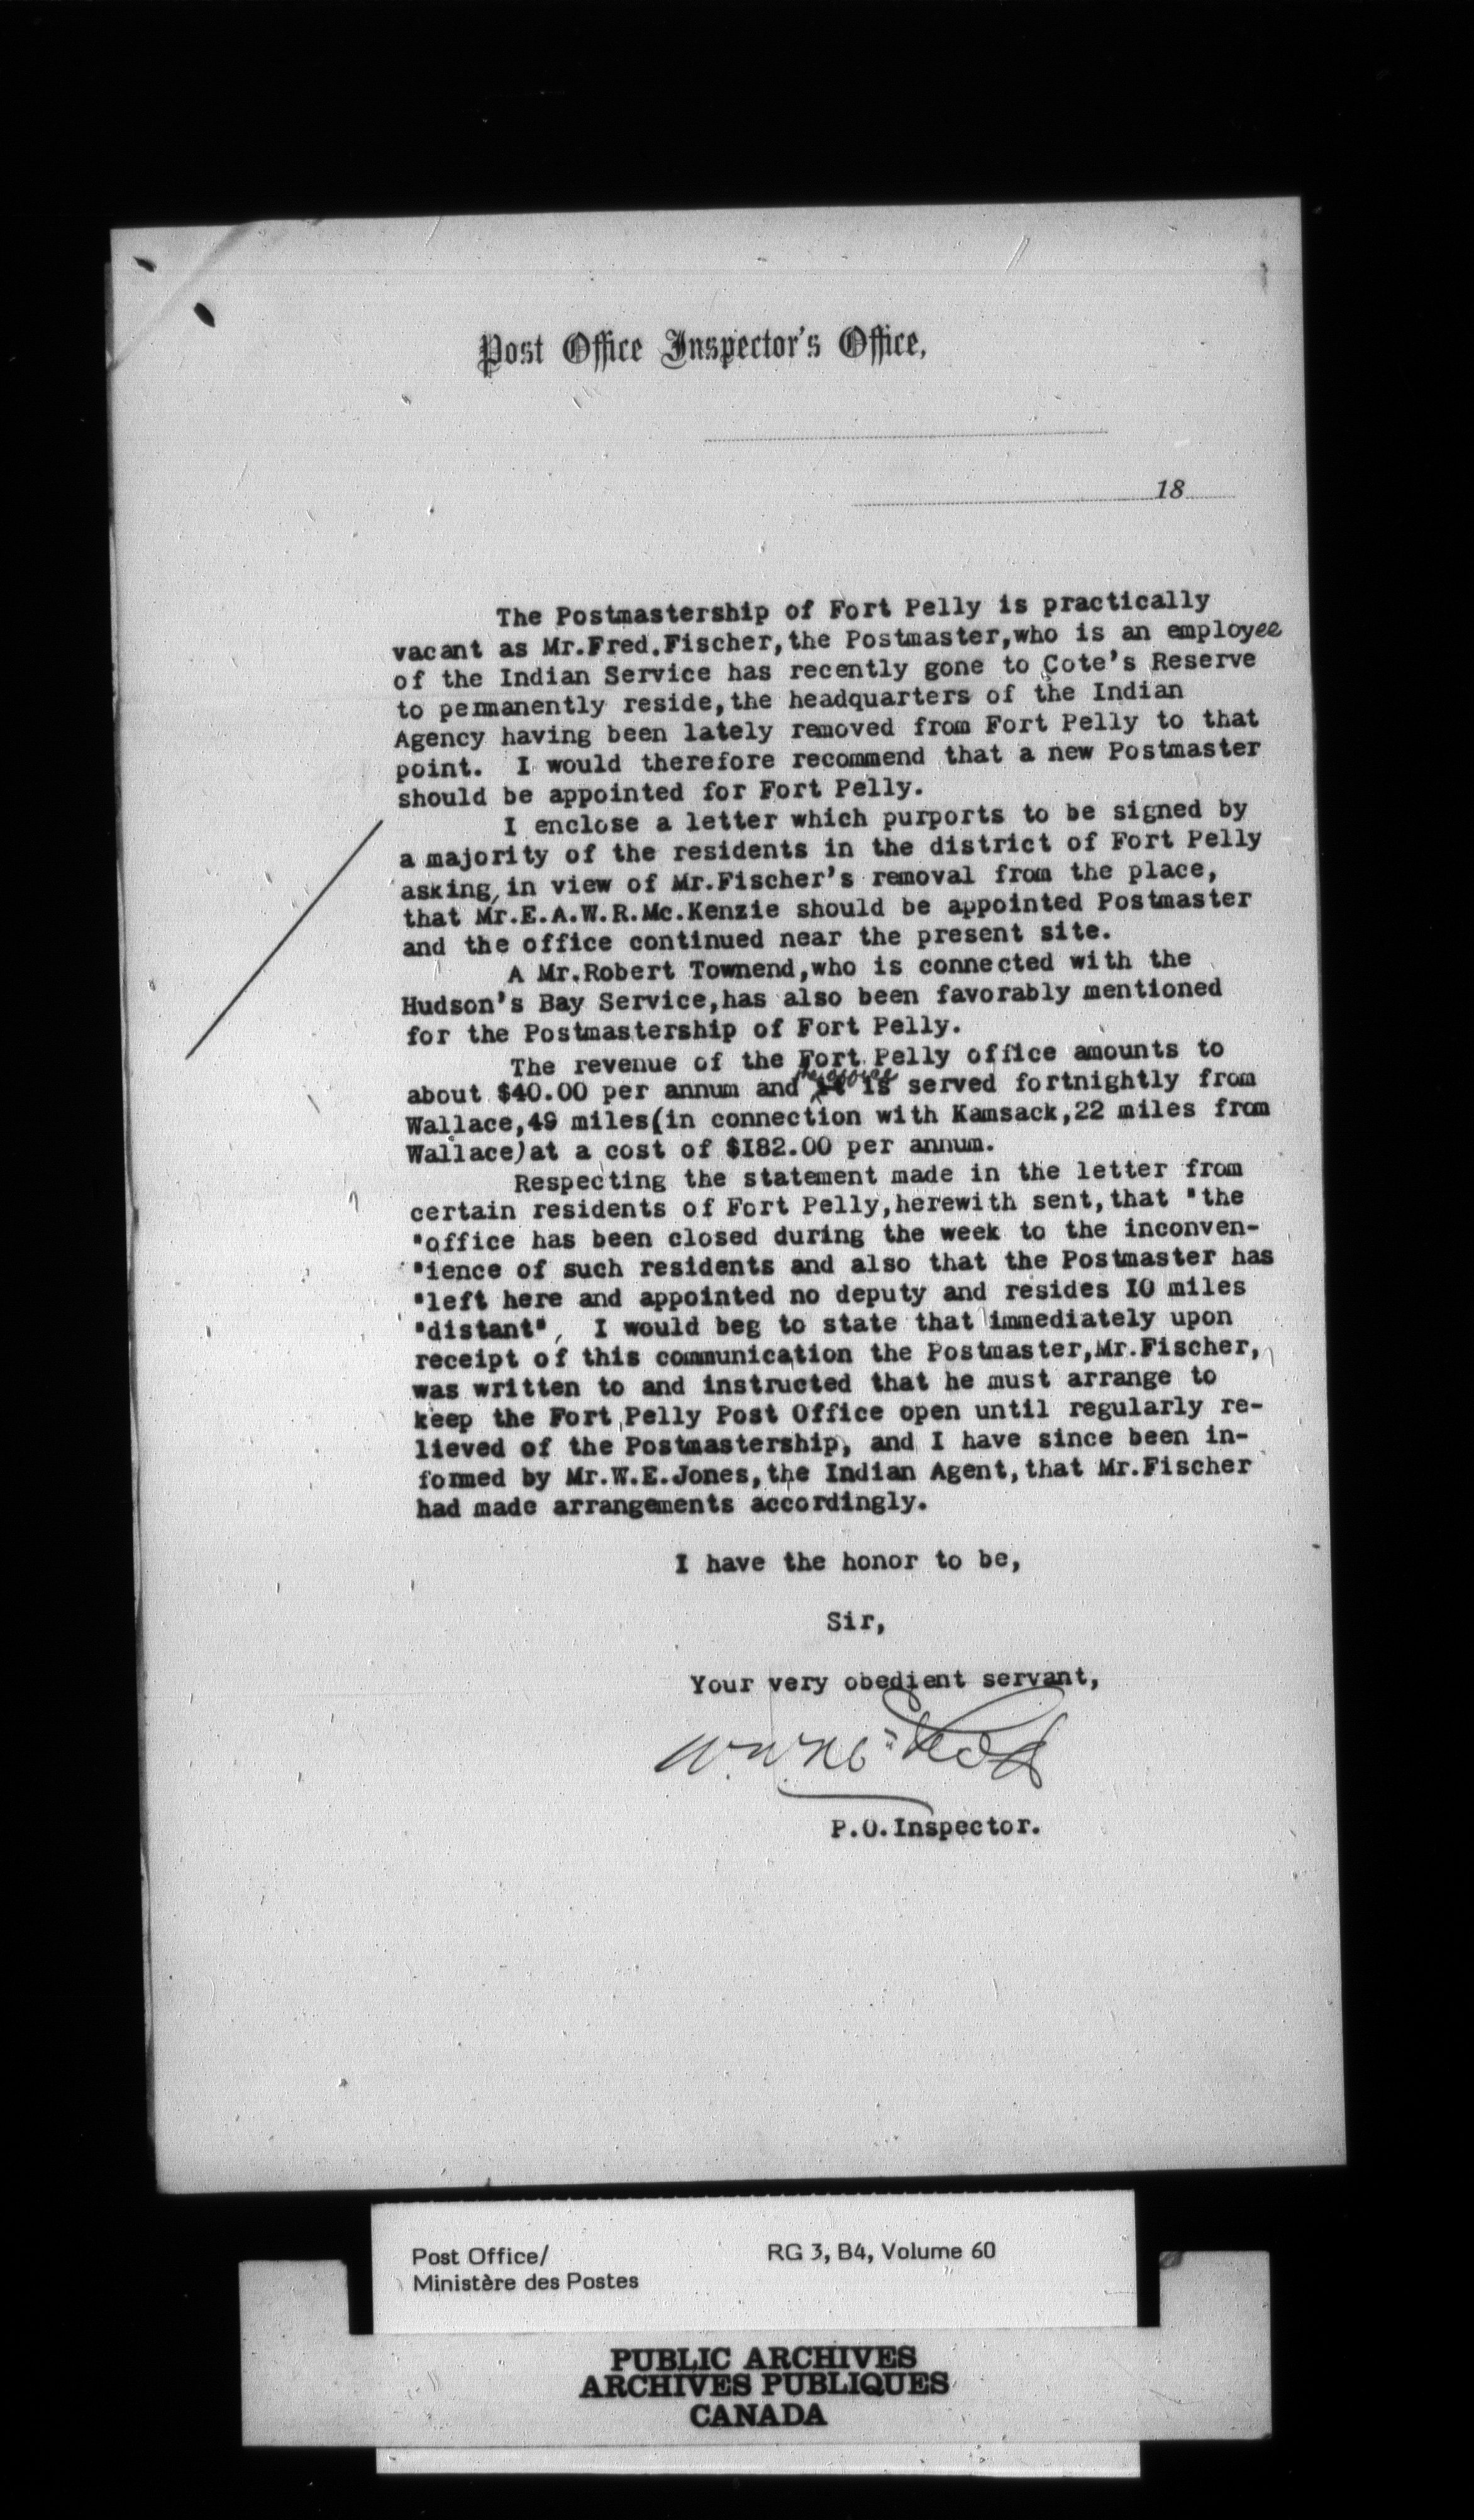 Post Office Inspector's Office,
18
The Postmastership of Fort Pelly is practically
vacant as Mr.Fred.Fischer,the Postmaster,who is an employee
of the Indian Service has recently gone to Cote's Reserve
to permanently reside,the headquarters of the Indian
Agency having been lately removed from Fort Pelly to that
point. I would therefore recommend that a new Postmaster
should be appointed for Fort Pelly.
I enclose a letter which purports to be signed by
a majority of the residents in the district of Fort Pelly
asking,in view of Mr.Fischer's removal from the place,
that Mr.E.A.W.R.Mc.Kenzie should be appointed Postmaster
and the office continued near the present site.
A Mr.Robert Townend,who is connected with the
Hudson's Bay Service,has also been favorably mentioned
for the Postmastership of Fort Pelly.
The revenue of the Fort Pelly office amounts to
the office
about $40.00 per annum and it is served fortnightly from
Wallace,49 miles(in connection with Kamsack,22 miles from
Wallace)at a cost of $I82.00 per annum.
Respecting the statement made in the letter from
certain residents of Fort Pelly,herewith sent,that "the
"office has been closed during the week to the inconven-
"ience of such residents and also that the Postmaster has
"left here and appointed no deputy and resides I0 miles
"distant", I would beg to state that immediately upon
receipt of this communication the Postmaster,Mr.Fischer,
was written to and instructed that he must arrange to
keep the Fort Pelly Post Office open until regularly re-
lieved of the Postmastership, and I have since been in-
formed by Mr.W.E.Jones,the Indian Agent,that Mr.Fischer
had made arrangements accordingly.
I have the honor to be,
Sir,
Your very obedient servant,
P.O.Inspector.
Post Office/
Ministère des Postes
RG 3, B4, Volume 60
PUBLIC ARCHIVES
ARCHIVES PUBLIQUES
CANADA